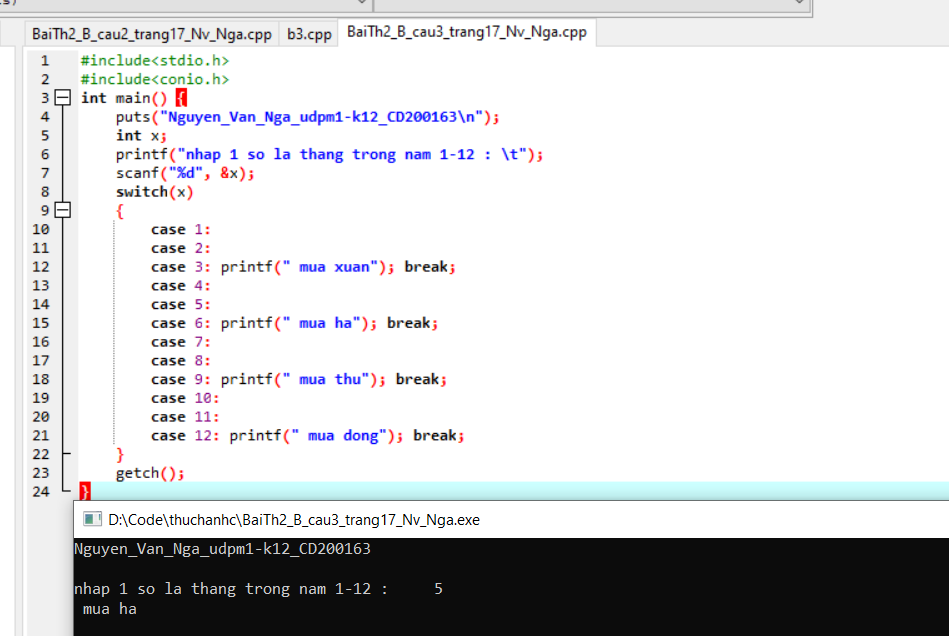 BaiTh2_B_cau2_trang17_Nv_Nga.cpp b3.cpp BaiTh2_B_cau3_trang17_Nv_Nga.cpp
1 #include<stdio.h>
2 #include<conio.h>
3 int main() {
4 puts("Nguyen_Van_Nga_udpm1-k12_CD200163\n");
5 int x;
6 printf("nhap 1 so la thang trong nam 1-12 : \t");
7 scanf("%d", &x);
8 switch(x)
9 {
10 case 1:
11 case 2:
12 case 3: printf(" mua xuan"); break;
13 case 4:
14 case 5:
15 case 6: printf(" mua ha"); break;
16 case 7:
17 case 8:
18 case 9: printf(" mua thu"); break;
19 case 10:
20 case 11:
21 case 12: printf(" mua dong"); break;
22 }
23 getch();
24 }
D:\Code\thuchanhc\BaiTh2_B_cau3_trang17_Nv_Nga.exe
Nguyen_Van_Nga_udpm1-k12_CD200163
nhap 1 so la thang trong nam 1-12 : 5
mua ha